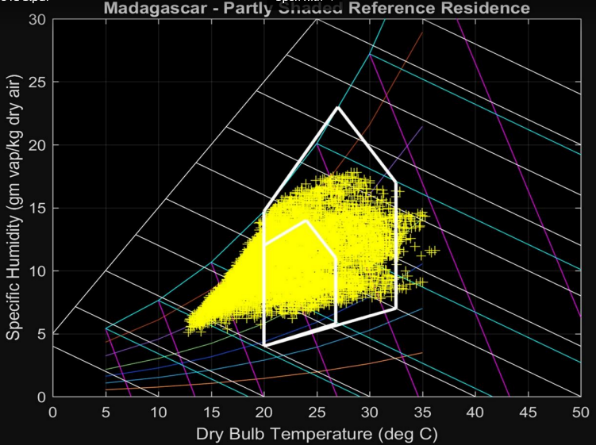 Madagascar - Partly Shaded Reference Residence
30
25
20
15
10
5
0
Specific Humidity (gm vap/kg dry air)
0 5 10 15 20 25 30 35 40 45 50
Dry Bulb Temperature (deg C)